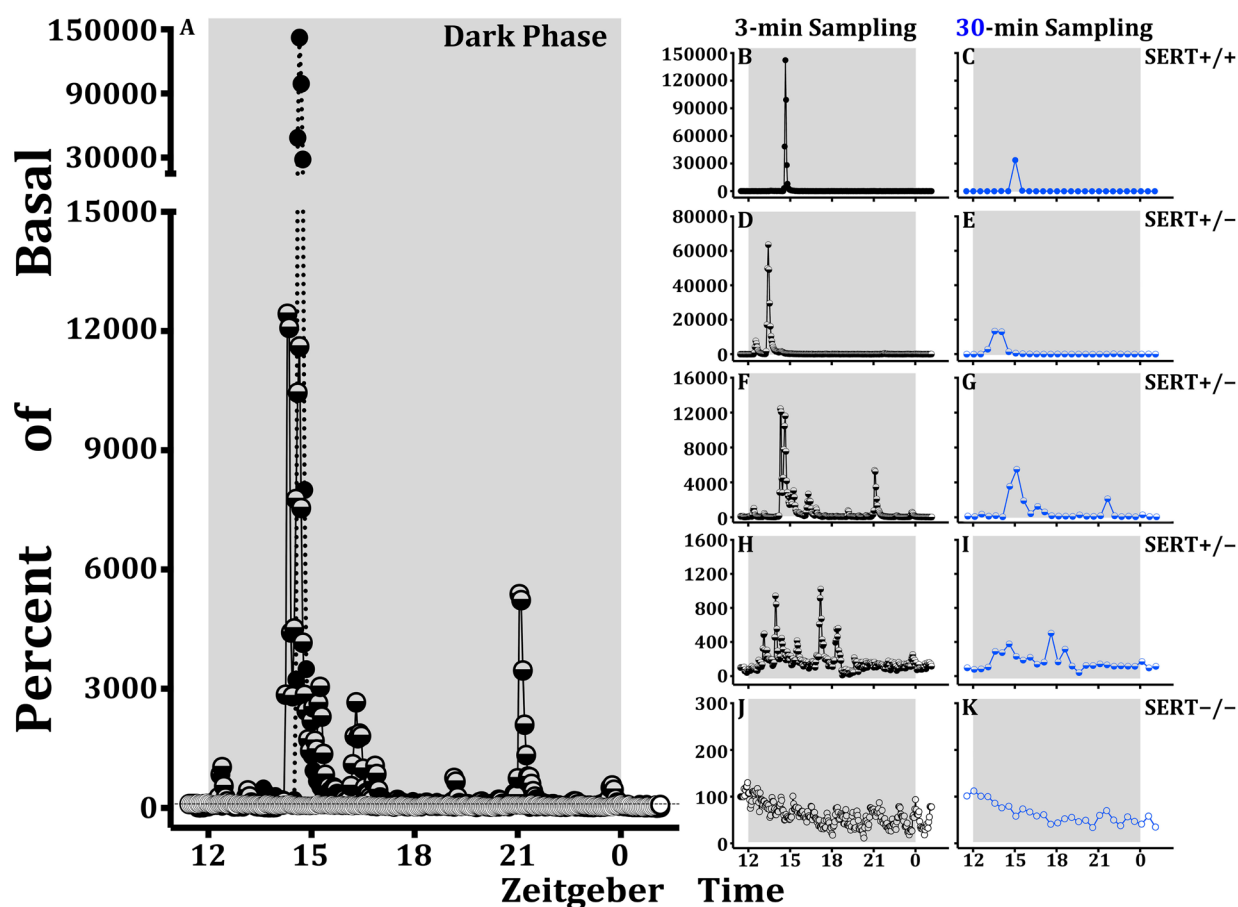 A
Dark Phase
150000
90000
30000
15000
12000
9000
6000
3000
0
12 15 18 21 0
Percent of Basal
Zeitgeber Time
3-min Sampling
30-min Sampling
B
150000
120000
90000
60000
30000
0
C
SERT+/+
D
80000
60000
40000
20000
0
E
SERT+/−
F
16000
12000
8000
4000
0
G
SERT+/−
H
1600
1200
800
400
0
I
SERT+/−
J
300
200
100
0
K
SERT−/−
12 15 18 21 0
12 15 18 21 0